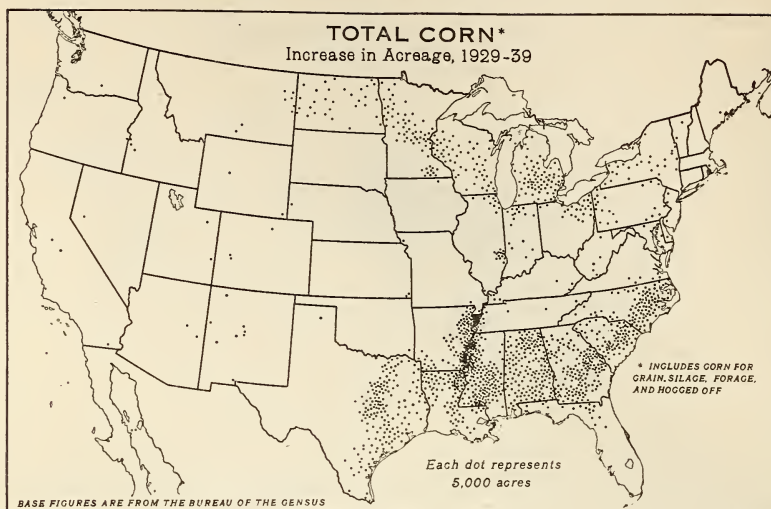 TOTAL CORN*
Increase in Acreage, 1929-39
* INCLUDES CORN FOR
GRAIN, SILAGE, FORAGE,
AND HOGGED OFF
Each dot represents
5,000 acres
BASE FIGURES ARE FROM THE BUREAU OF THE CENSUS